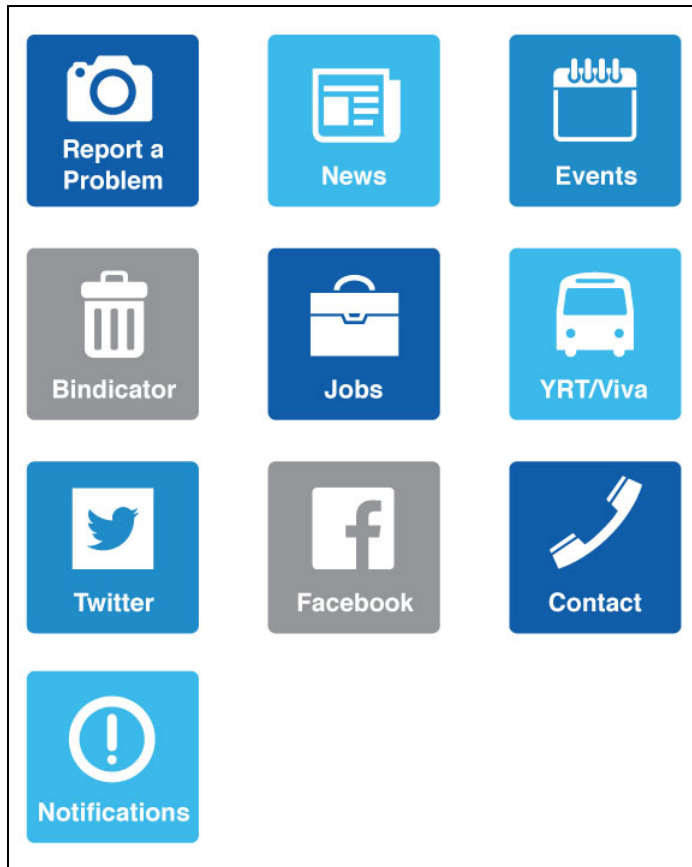 Report a
Problem
News
Events
Bindicator
Jobs
YRT/Viva
Twitter
Facebook
Contact
Notifications